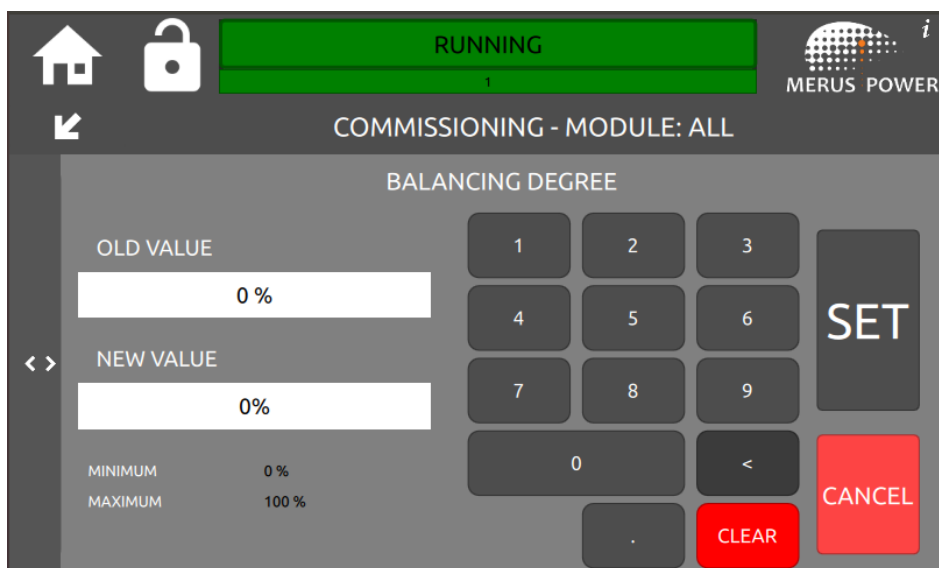 RUNNING
1
i
MERUS POWER
COMMISSIONING - MODULE: ALL
BALANCING DEGREE
OLD VALUE
0 %
NEW VALUE
0%
MINIMUM 0 %
MAXIMUM 100 %
< >
1 2 3
4 5 6
7 8 9
0 <
. CLEAR
SET
CANCEL